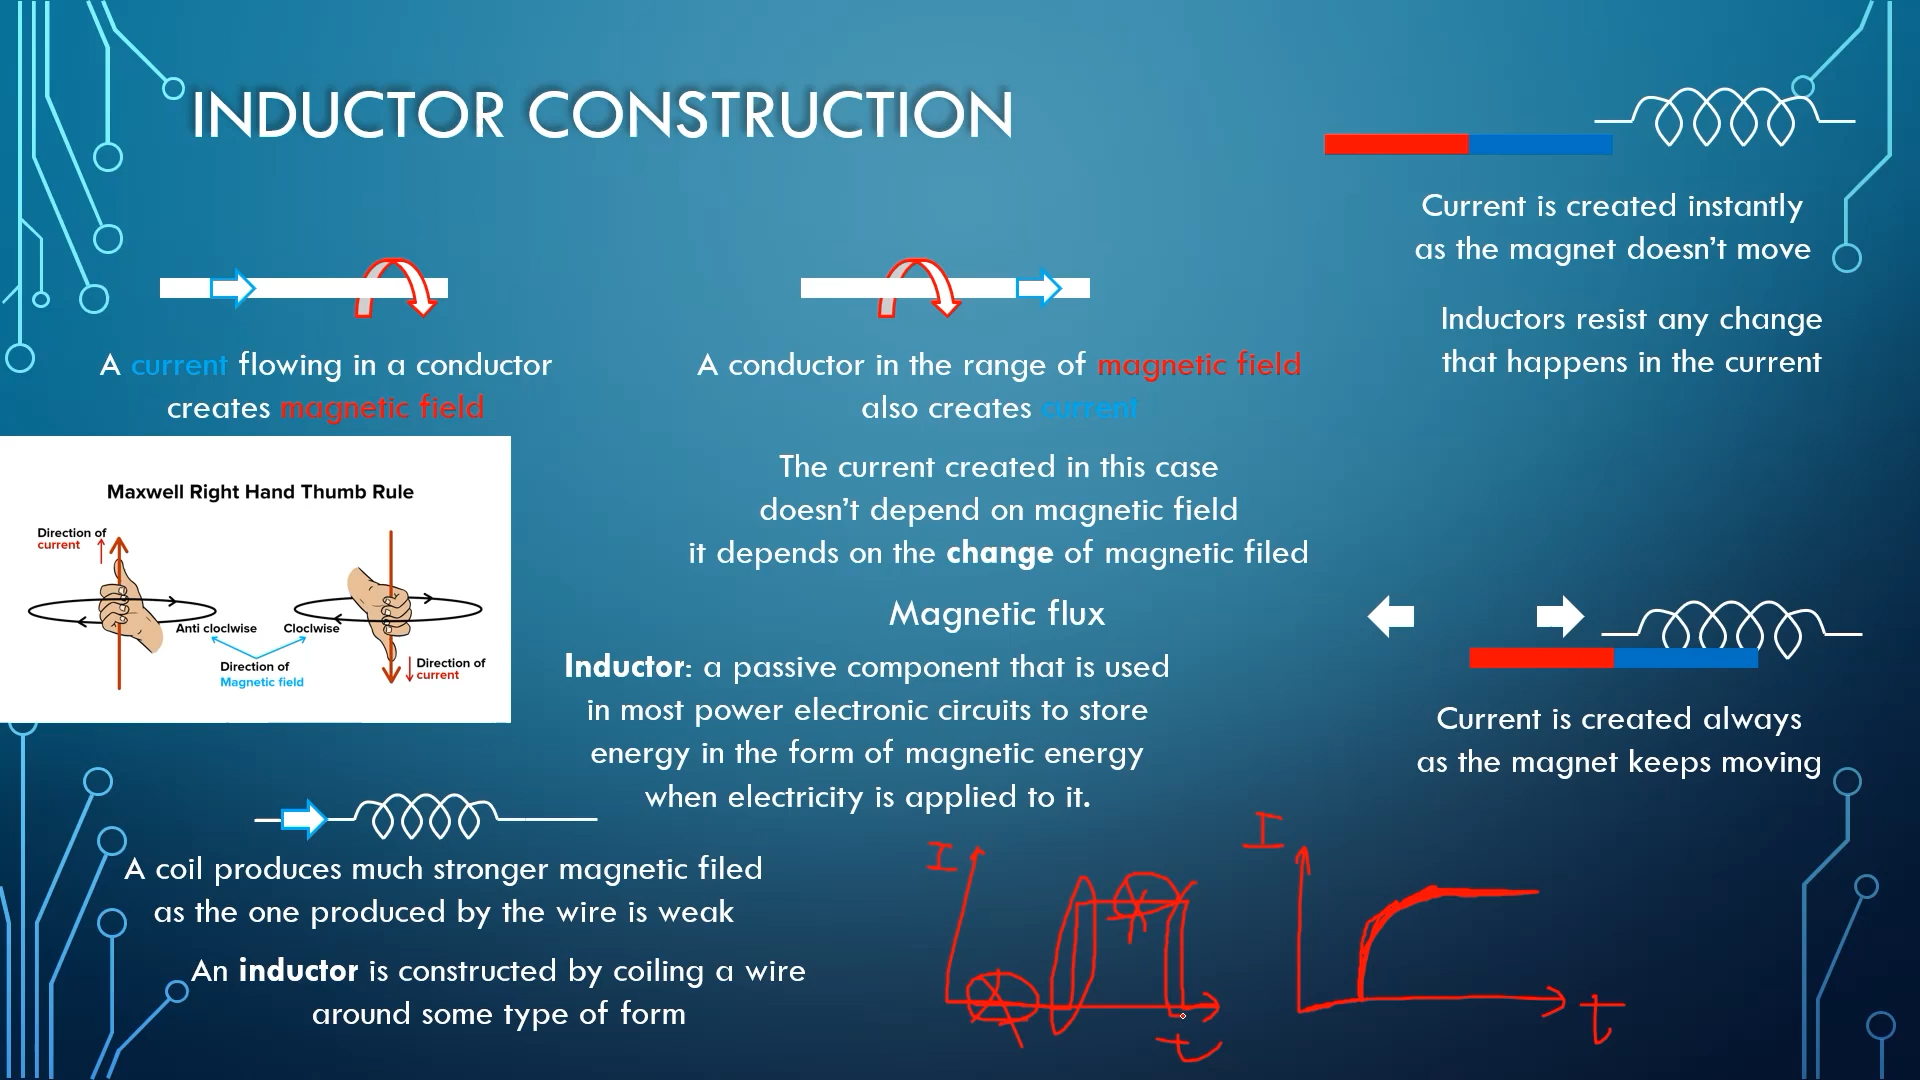 INDUCTOR CONSTRUCTION
A current flowing in a conductor
creates magnetic field
Maxwell Right Hand Thumb Rule
Direction of
current
Anti cloclwise
Cloclwise
Direction of
Magnetic field
Direction of
current
A coil produces much stronger magnetic filed
as the one produced by the wire is weak
An inductor is constructed by coiling a wire
around some type of form
A conductor in the range of magnetic field
also creates current
The current created in this case
doesn't depend on magnetic field
it depends on the change of magnetic filed
Magnetic flux
Inductor: a passive component that is used
in most power electronic circuits to store
energy in the form of magnetic energy
when electricity is applied to it.
I
t
I
t
Current is created instantly
as the magnet doesn't move
Inductors resist any change
that happens in the current
Current is created always
as the magnet keeps moving